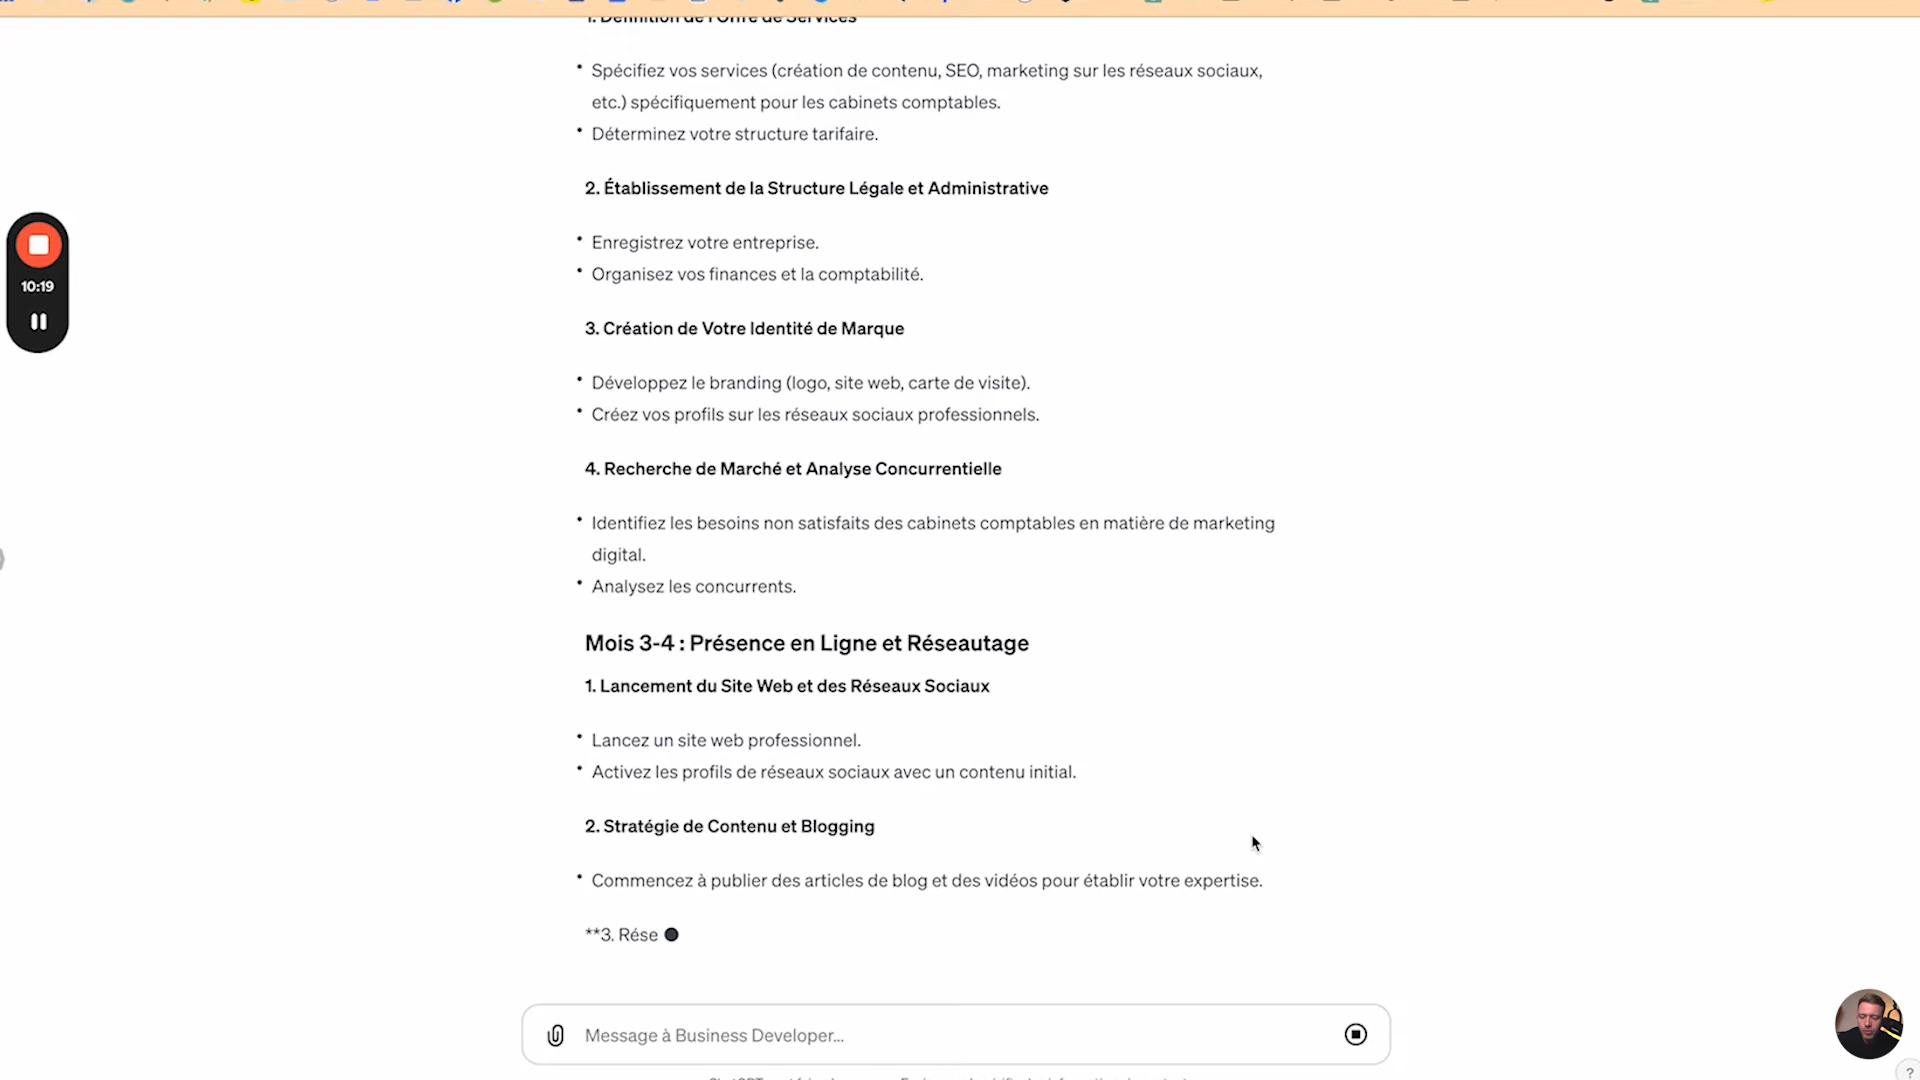 1. Définition de l'Offre de Services
• Spécifiez vos services (création de contenu, SEO, marketing sur les réseaux sociaux,
etc.) spécifiquement pour les cabinets comptables.
• Déterminez votre structure tarifaire.
2. Établissement de la Structure Légale et Administrative
• Enregistrez votre entreprise.
10:19
• Organisez vos finances et la comptabilité.
3. Création de Votre Identité de Marque
• Développez le branding (logo, site web, carte de visite).
• Créez vos profils sur les réseaux sociaux professionnels.
4. Recherche de Marché et Analyse Concurrentielle
• Identifiez les besoins non satisfaits des cabinets comptables en matière de marketing
digital.
• Analysez les concurrents.
Mois 3-4 : Présence en Ligne et Réseautage
1. Lancement du Site Web et des Réseaux Sociaux
• Lancez un site web professionnel.
• Activez les profils de réseaux sociaux avec un contenu initial.
2. Stratégie de Contenu et Blogging
• Commencez à publier des articles de blog et des vidéos pour établir votre expertise.
**3. Rése
Message à Business Developer...
?